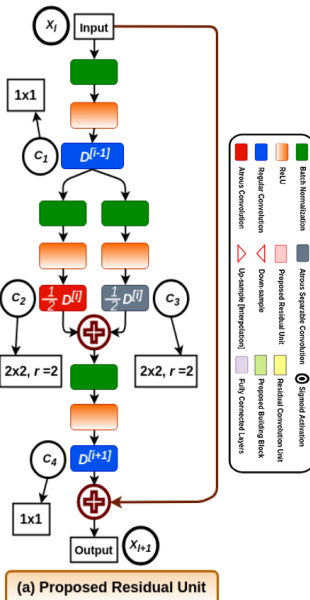 X_l
Input
1x1
C_1
D^[i-1]
C_2
1/2 D^[i]
1/2 D^[i]
C_3
2x2, r =2
2x2, r =2
C_4
D^[i+1]
1x1
Output
X_l+1
(a) Proposed Residual Unit
Batch Normalization
ReLU
Regular Convolution
Atrous Convolution
Atrous Separable Convolution
Proposed Residual Unit
Down-sample
Up-sample [Interpolation]
Sigmoid Activation
Residual Convolution Unit
Proposed Building Block
Fully Connected Layers